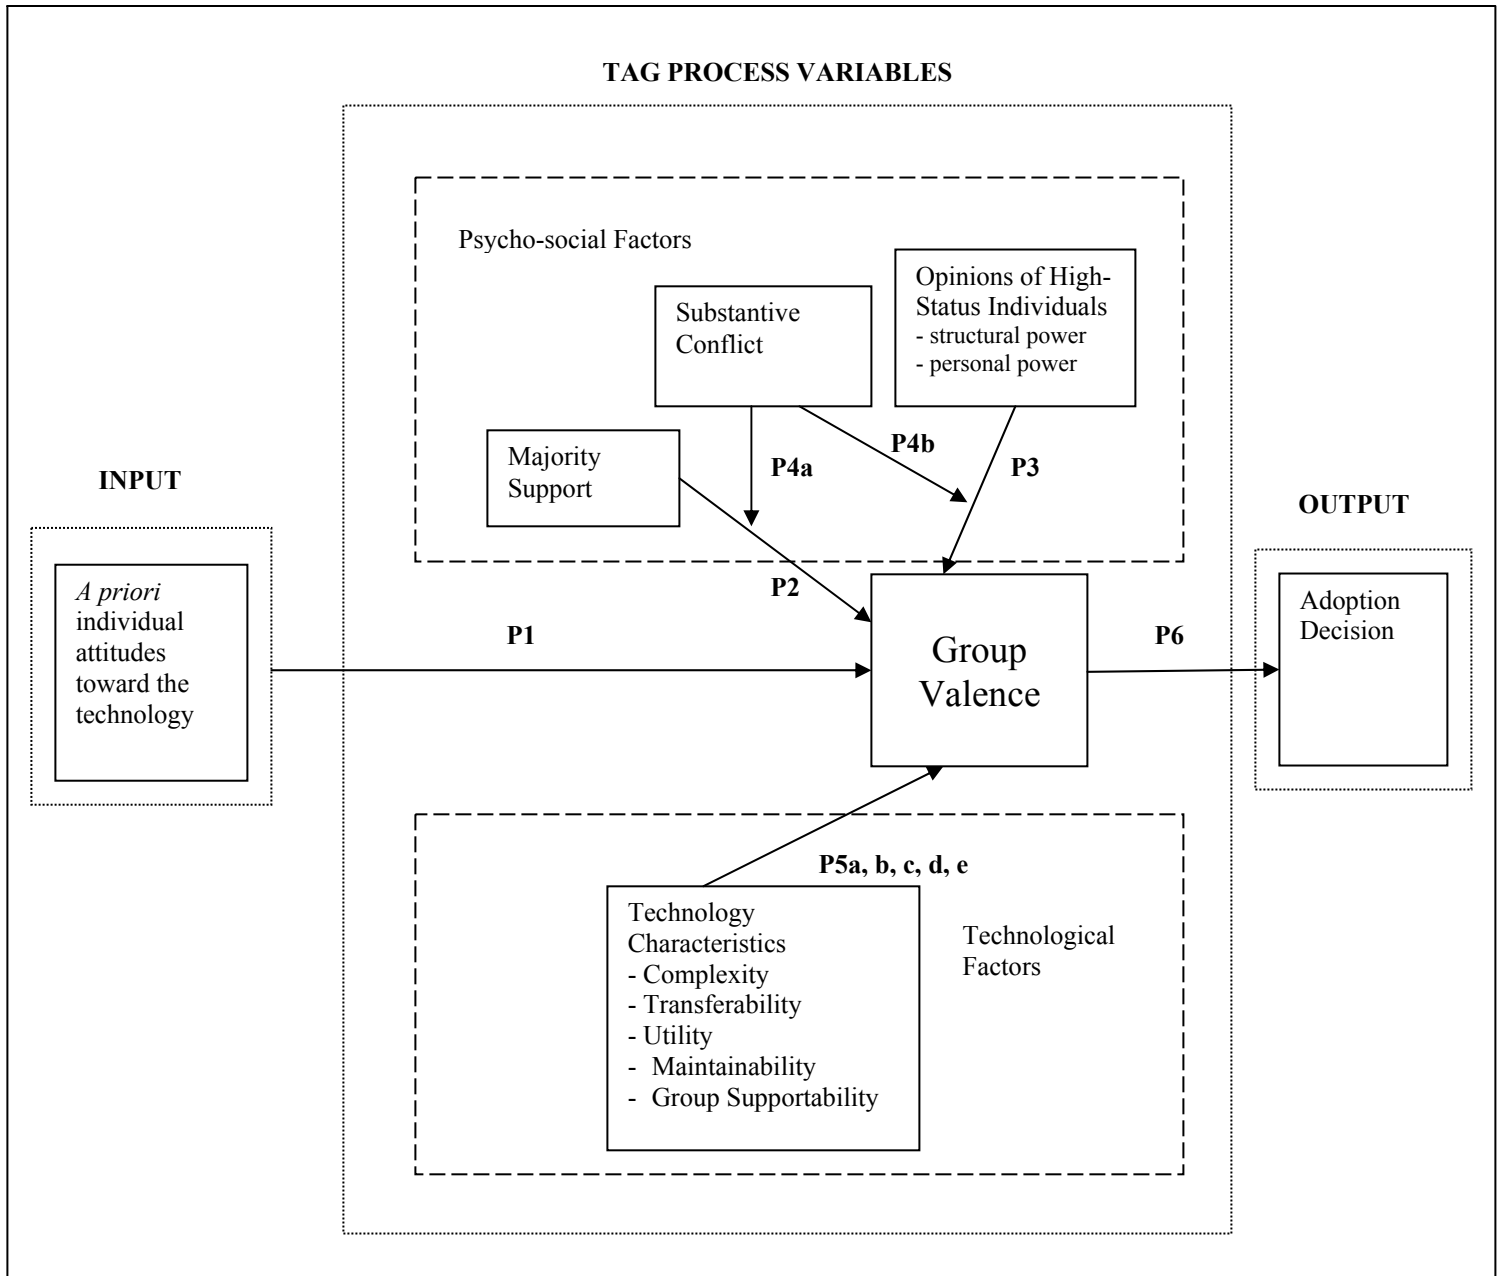 TAG PROCESS VARIABLES
Psycho-social Factors
Substantive
Conflict
Opinions of High-
Status Individuals
- structural power
- personal power
Majority
Support
P4a
P4b
P3
P2
INPUT
A priori
individual
attitudes
toward the
technology
P1
Group
Valence
P6
OUTPUT
Adoption
Decision
P5a, b, c, d, e
Technology
Characteristics
- Complexity
- Transferability
- Utility
- Maintainability
- Group Supportability
Technological
Factors